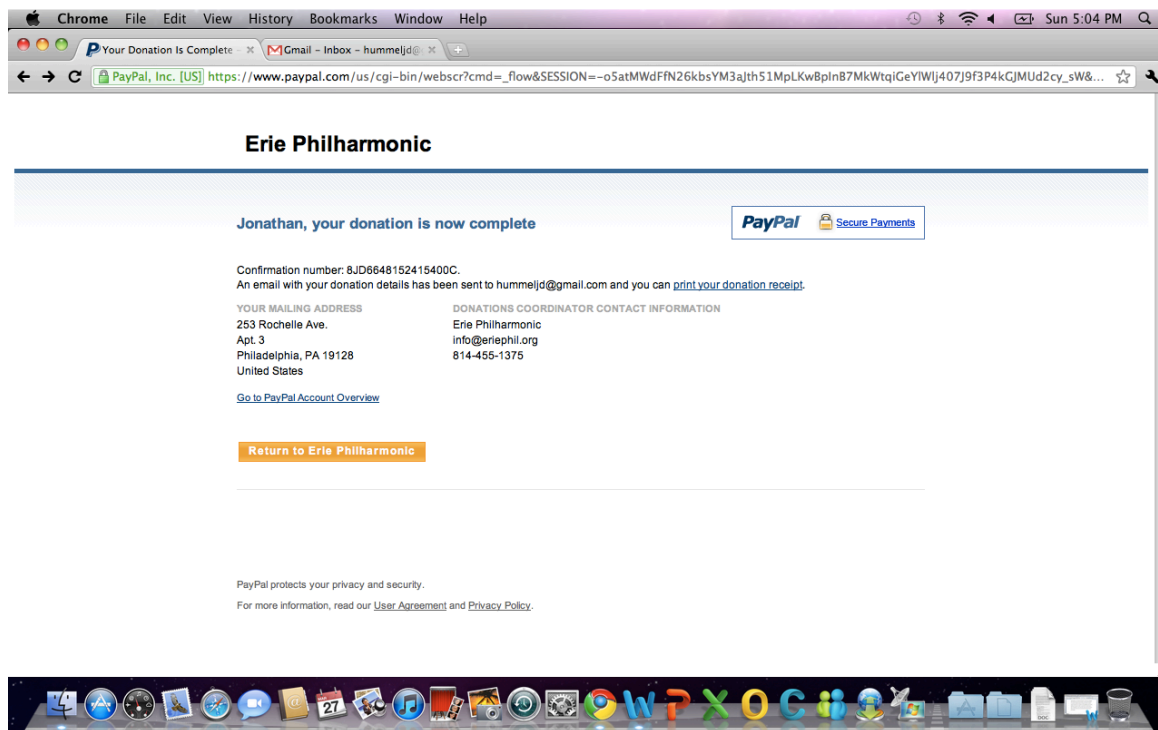 Chrome File Edit View History Bookmarks Window Help Sun 5:04 PM
Your Donation Is Complete – Gmail – Inbox – hummeljd@
PayPal, Inc. [US] https://www.paypal.com/us/cgi-bin/webscr?cmd=_flow&SESSION=
Erie Philharmonic
Jonathan, your donation is now complete
PayPal Secure Payments
Confirmation number: 8JD6648152415400C.
An email with your donation details has been sent to hummeljd@gmail.com and you can print your donation receipt.
YOUR MAILING ADDRESS DONATIONS COORDINATOR CONTACT INFORMATION
253 Rochelle Ave. Erie Philharmonic
Apt. 3 info@eriephil.org
Philadelphia, PA 19128 814-455-1375
United States
Go to PayPal Account Overview
Return to Erie Philharmonic
PayPal protects your privacy and security.
For more information, read our User Agreement and Privacy Policy.
27
DOC